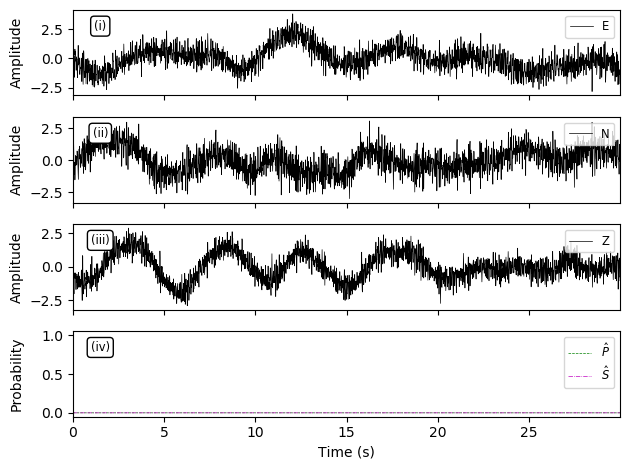 Amplitude
2.5
0.0
−2.5
(i)
E
Amplitude
2.5
0.0
−2.5
(ii)
N
Amplitude
2.5
0.0
−2.5
(iii)
Z
Probability
1.0
0.5
0.0
(iv)
P̂
Ŝ
0 5 10 15 20 25
Time (s)